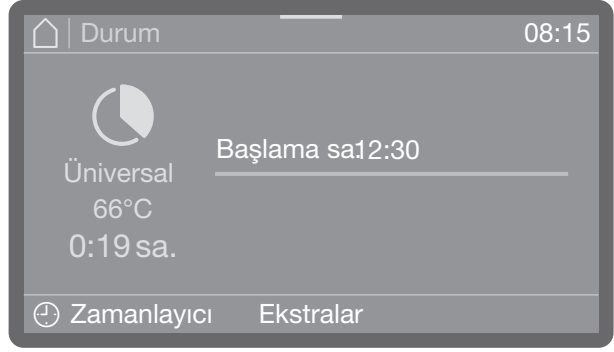 Durum 08:15
Başlama sa.12:30
Üniversal
66°C
0:19 sa.
Zamanlayıcı Ekstralar